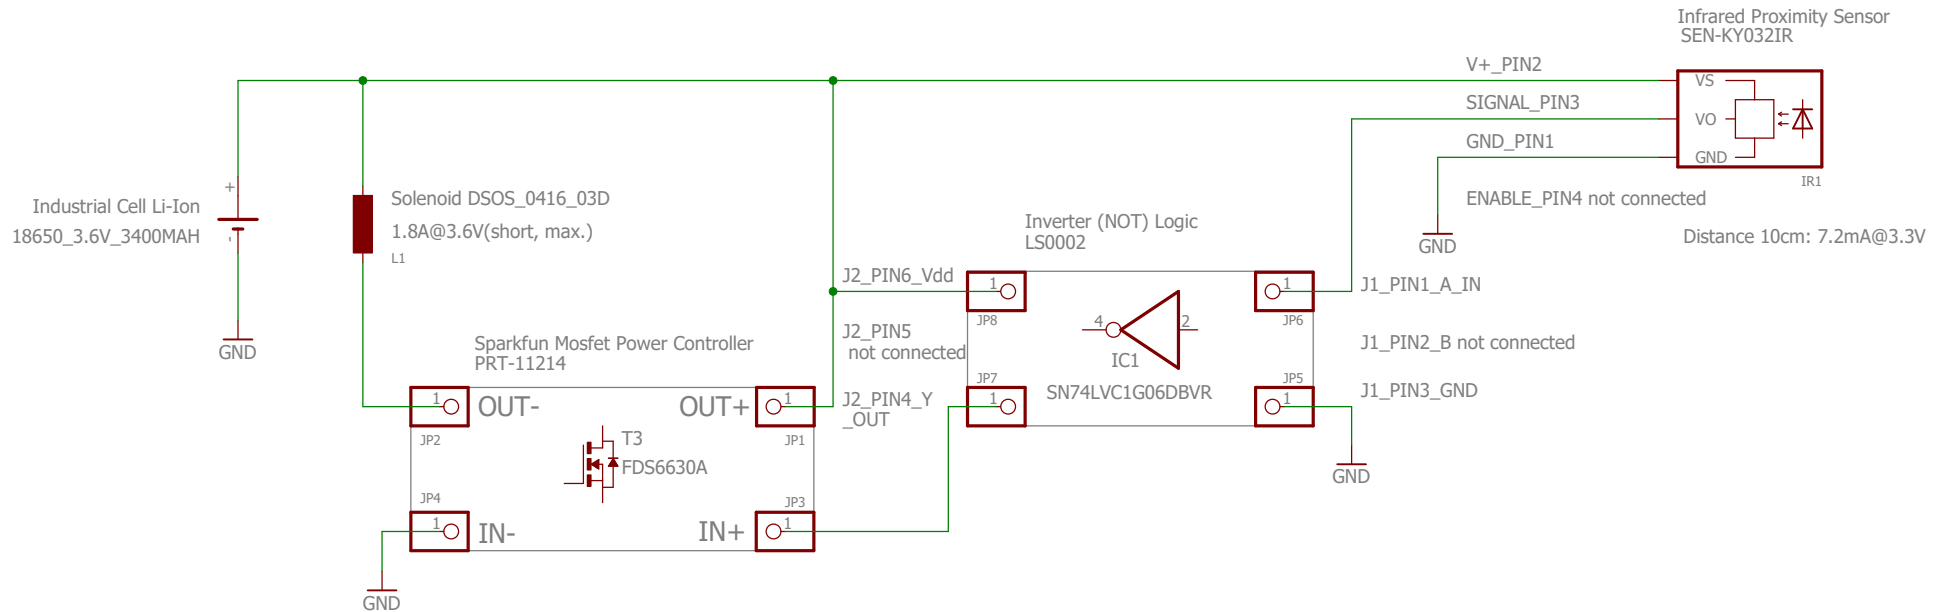 Infrared Proximity Sensor
SEN-KY032IR
V+_PIN2
VS
SIGNAL_PIN3
VO
GND_PIN1
GND
IR1
ENABLE_PIN4 not connected
GND
Distance 10cm: 7.2mA@3.3V
+
-
Industrial Cell Li-Ion
18650_3.6V_3400MAH
GND
Solenoid DSOS_0416_03D
1.8A@3.6V(short, max.)
L1
Inverter (NOT) Logic
LS0002
J2_PIN6_Vdd
1
JP8
1
JP6
J1_PIN1_A_IN
4
2
IC1
SN74LVC1G06DBVR
J2_PIN5
not connected
J1_PIN2_B not connected
JP7
1
JP5
1
J1_PIN3_GND
J2_PIN4_Y
_OUT
GND
Sparkfun Mosfet Power Controller
PRT-11214
1
OUT-
JP2
OUT+
1
JP1
T3
FDS6630A
JP4
1
IN-
JP3
IN+
1
GND